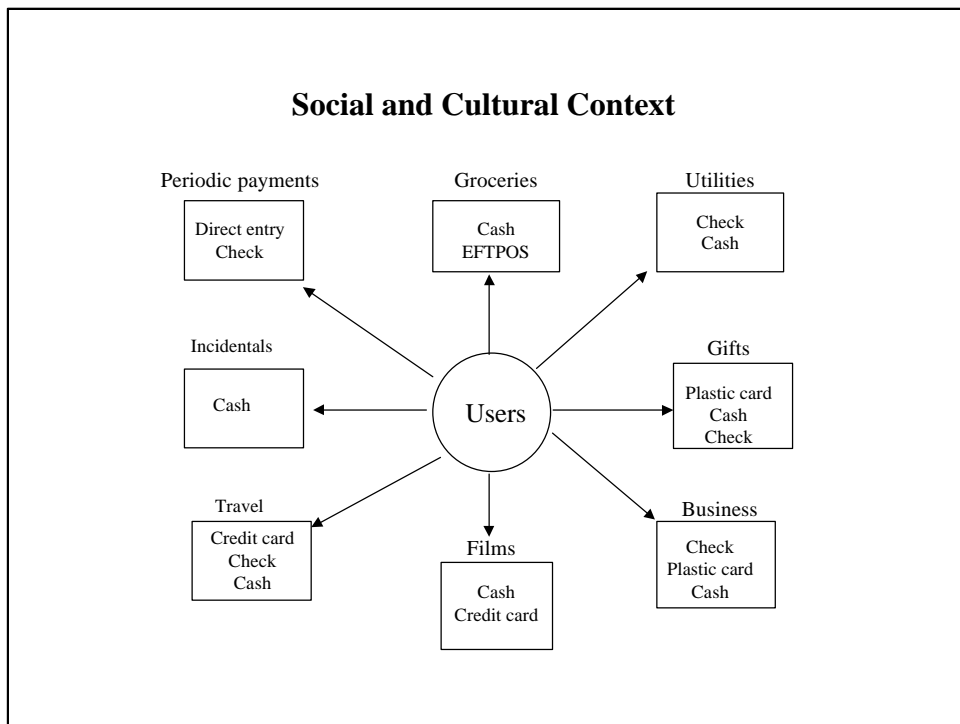 Social and Cultural Context
Periodic payments
Direct entry
Check
Groceries
Cash
EFTPOS
Utilities
Check
Cash
Incidentals
Cash
Users
Gifts
Plastic card
Cash
Check
Travel
Credit card
Check
Cash
Films
Cash
Credit card
Business
Check
Plastic card
Cash